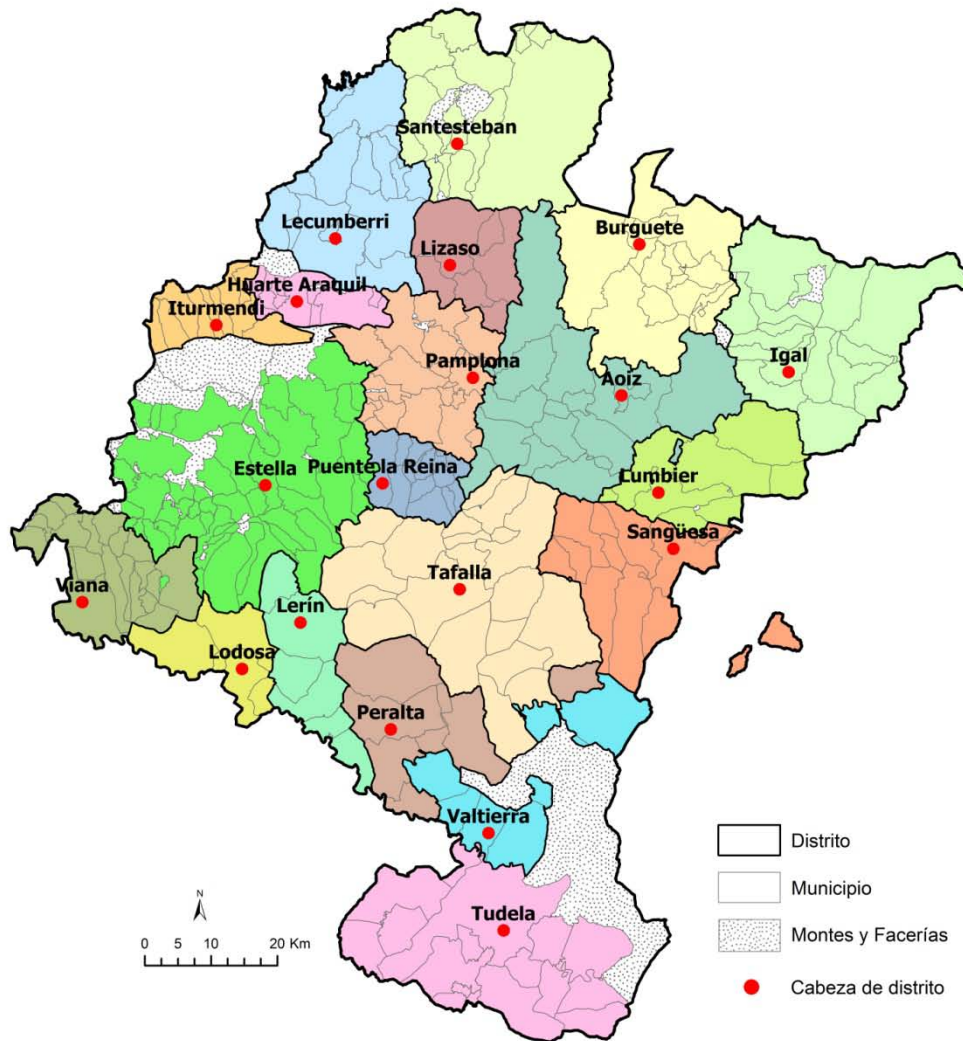 Santesteban
Lecumberri
Lizaso
Burguete
Huarte Araquil
Iturmendi
Pamplona
Aoiz
Igal
Estella
Puente la Reina
Lumbier
Sangüesa
Viana
Tafalla
Lerín
Lodosa
Peralta
Valtierra
Tudela
N
0 5 10 20 Km
Distrito
Municipio
Montes y Facerías
Cabeza de distrito